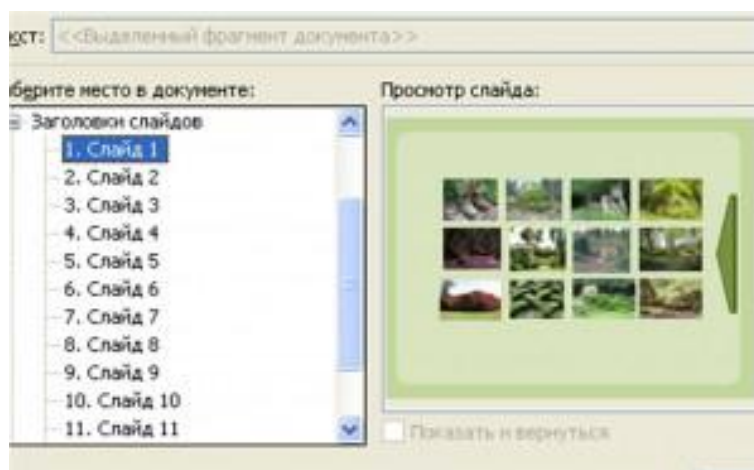 кст: <<Выделенный фрагмент документа>>
берите место в документе:
Заголовки слайдов
1. Слайд 1
2. Слайд 2
3. Слайд 3
4. Слайд 4
5. Слайд 5
6. Слайд 6
7. Слайд 7
8. Слайд 8
9. Слайд 9
10. Слайд 10
11. Слайд 11
Просмотр слайда:
Показать и вернуться